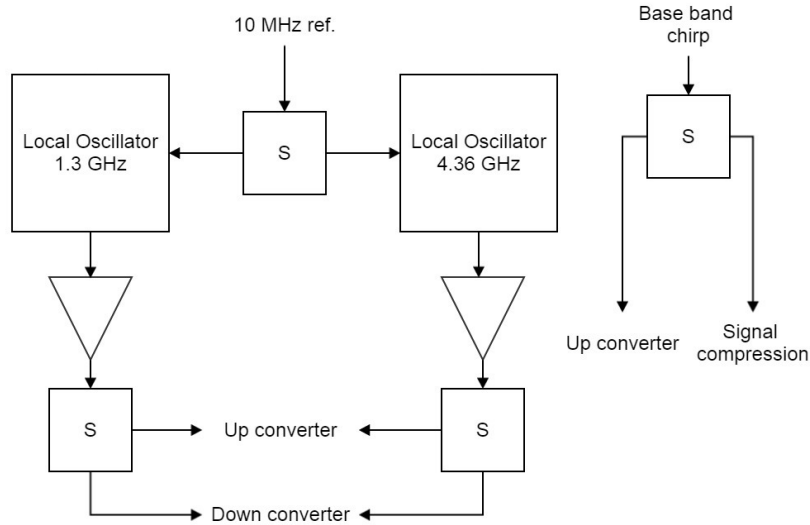 10 MHz ref.
Base band
chirp
Local Oscillator
1.3 GHz
S
Local Oscillator
4.36 GHz
S
Up converter
Signal
compression
S
Up converter
S
Down converter